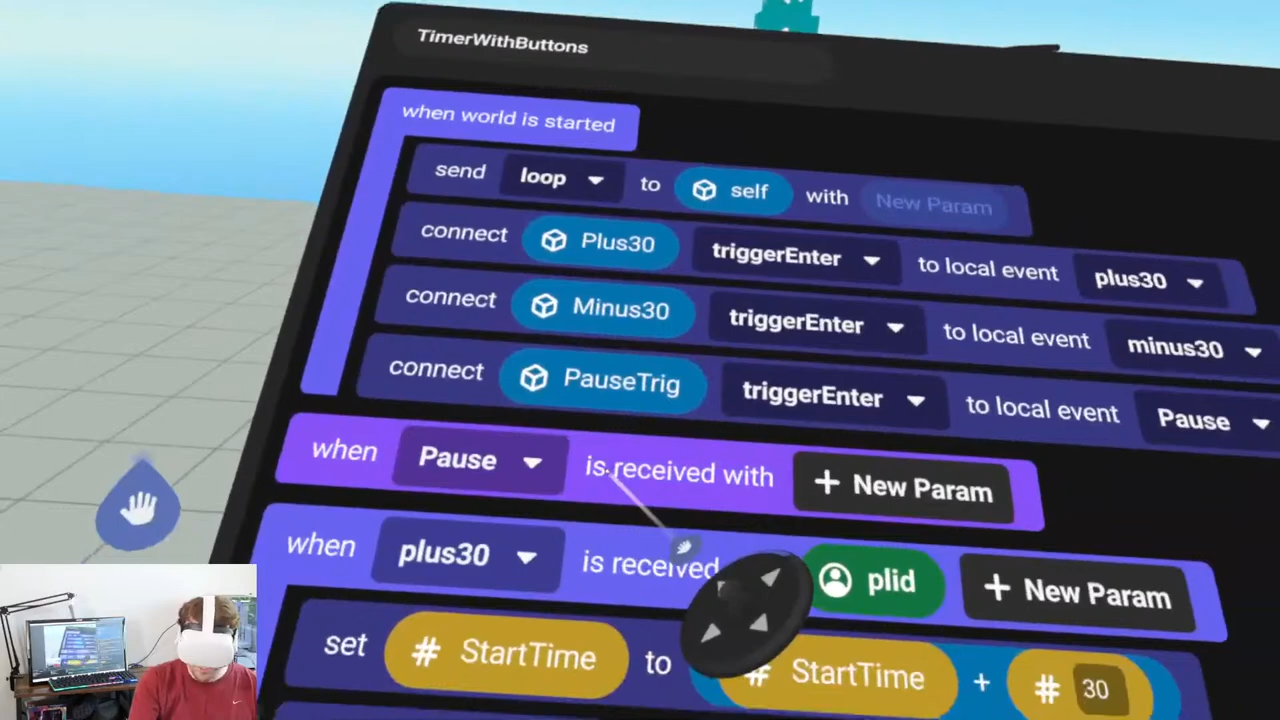 TimerWithButtons
when world is started
send loop to self with New Param
connect Plus30 triggerEnter to local event plus30
connect Minus30 triggerEnter to local event minus30
connect PauseTrig triggerEnter to local event Pause
when Pause is received with + New Param
when plus30 is received plid + New Param
set # StartTime to # StartTime + # 30